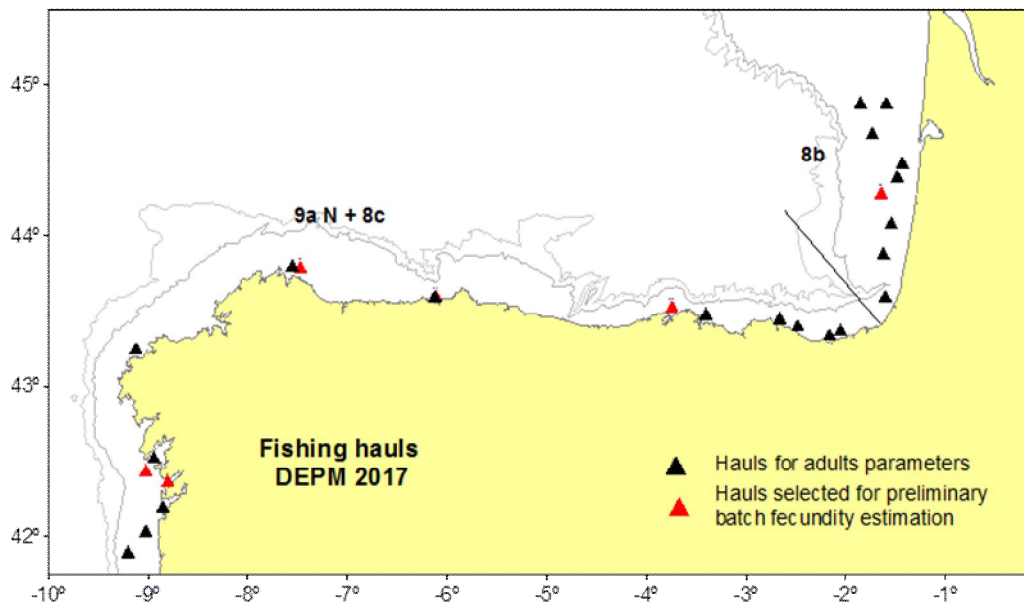 45º
8b
9a N + 8c
44º
43º
Fishing hauls
DEPM 2017
Hauls for adults parameters
Hauls selected for preliminary
batch fecundity estimation
42º
-10º -9º -8º -7º -6º -5º -4º -3º -2º -1º